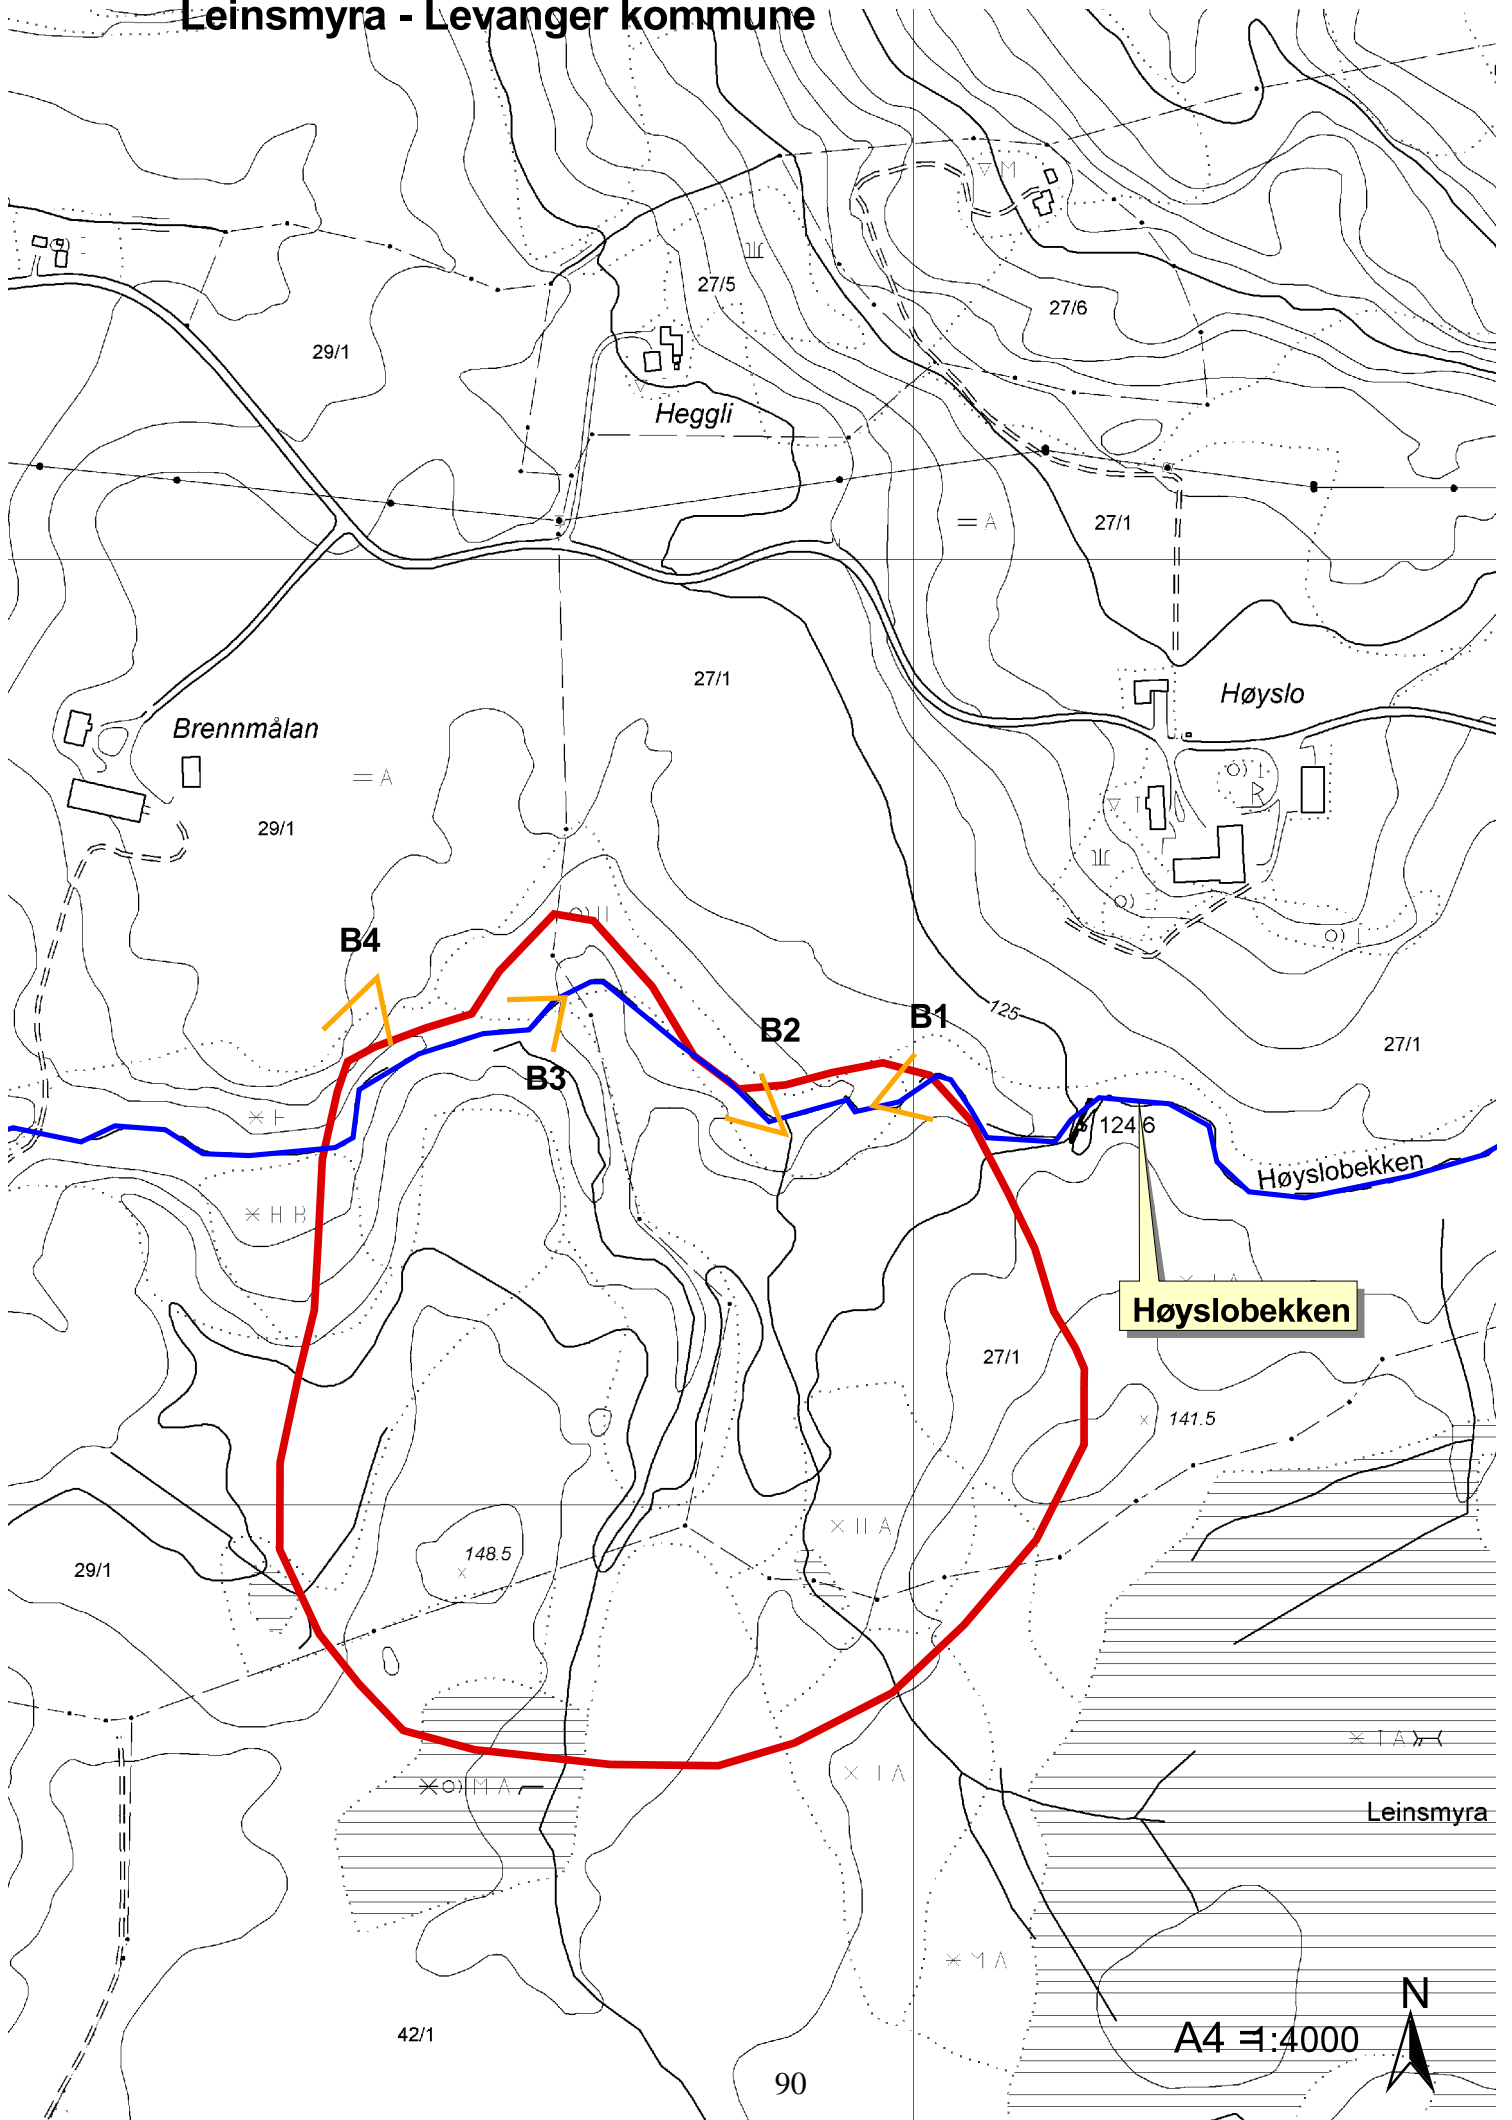 Leinsmyra - Levanger kommune
M
27/5
27/6
29/1
Heggli
A
27/1
27/1
Høyslo
Brennmålan
A
29/1
B4
B1
B2
125
27/1
B3
124.6
Høyslobekken
H B
Høyslobekken
27/1
141.5
II A
148.5
29/1
I A
M A
I A
Leinsmyra
M A
N
A4 =1:4000
42/1
90